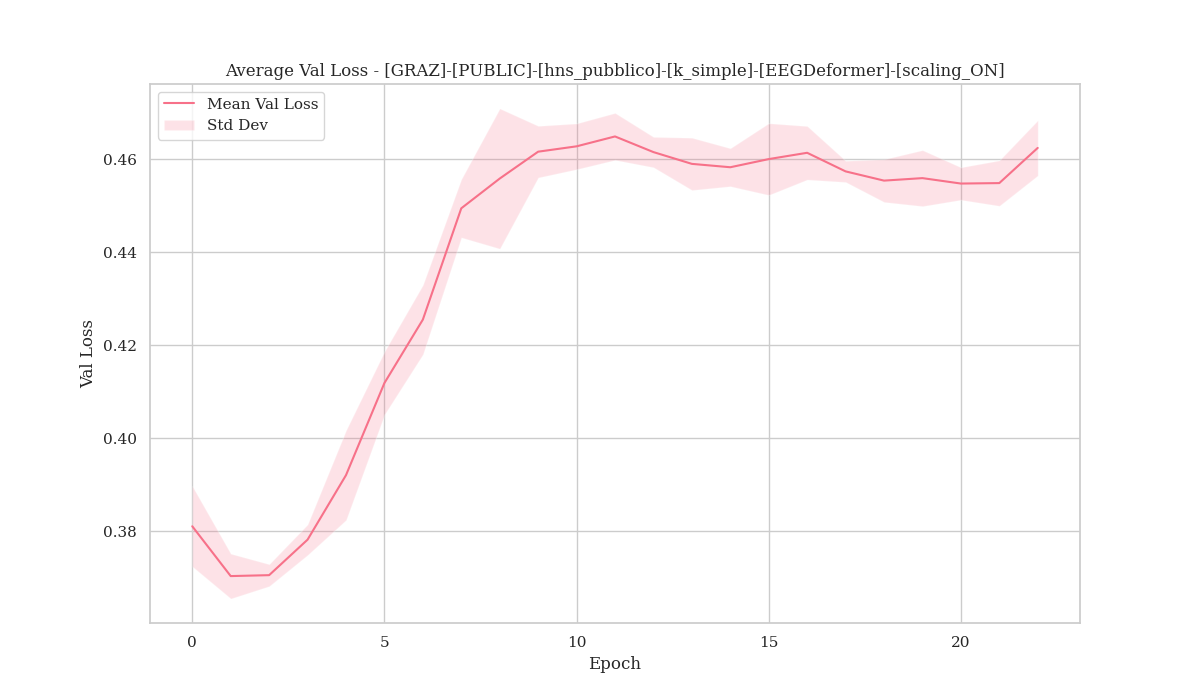 Average Val Loss - [GRAZ]-[PUBLIC]-[hns_pubblico]-[k_simple]-[EEGDeformer]-[scaling_ON]
Mean Val Loss
Std Dev
0.46
0.44
0.42
0.40
0.38
Val Loss
0 5 10 15 20
Epoch